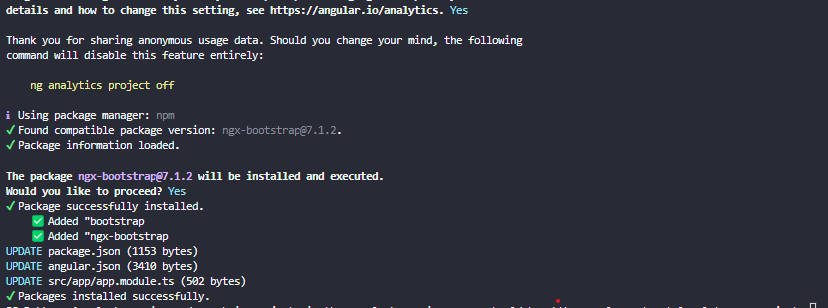 details and how to change this setting, see https://angular.io/analytics. Yes
Thank you for sharing anonymous usage data. Should you change your mind, the following
command will disable this feature entirely:
ng analytics project off
i Using package manager: npm
✓ Found compatible package version: ngx-bootstrap@7.1.2.
✓ Package information loaded.
The package ngx-bootstrap@7.1.2 will be installed and executed.
Would you like to proceed? Yes
✓ Package successfully installed.
✅ Added "bootstrap
✅ Added "ngx-bootstrap
UPDATE package.json (1153 bytes)
UPDATE angular.json (3410 bytes)
UPDATE src/app/app.module.ts (502 bytes)
✓ Packages installed successfully.